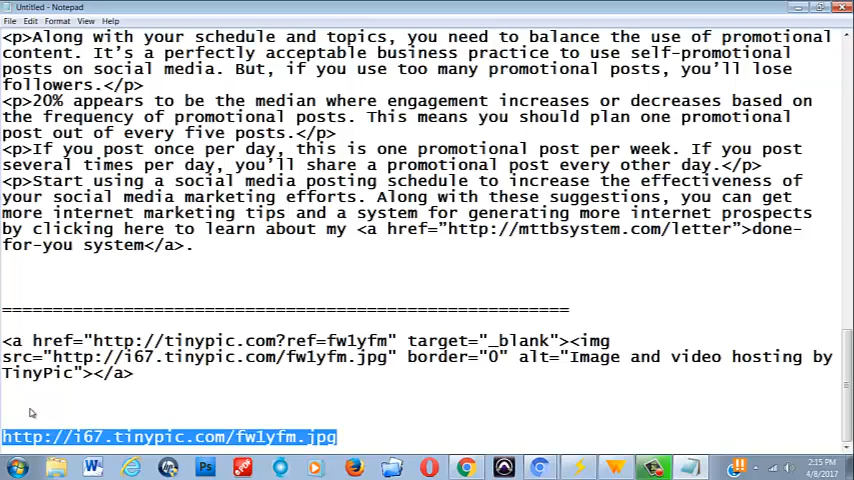 Untitled - Notepad
File Edit Format View Help
<p>Along with your schedule and topics, you need to balance the use of promotional
content. It's a perfectly acceptable business practice to use self-promotional
posts on social media. But, if you use too many promotional posts, you'll lose
followers.</p>
<p>20% appears to be the median where engagement increases or decreases based on
the frequency of promotional posts. This means you should plan one promotional
post out of every five posts.</p>
<p>If you post once per day, this is one promotional post per week. If you post
several times per day, you'll share a promotional post every other day.</p>
<p>Start using a social media posting schedule to increase the effectiveness of
your social media marketing efforts. Along with these suggestions, you can get
more internet marketing tips and a system for generating more internet prospects
by clicking here to learn about my <a href="http://mttbsystem.com/letter">done-
for-you system</a>.
========================================================
<a href="http://tinypic.com?ref=fw1yfm" target="_blank"><img
src="http://i67.tinypic.com/fw1yfm.jpg" border="0" alt="Image and video hosting by
TinyPic"></a>
http://i67.tinypic.com/fw1yfm.jpg
2:15 PM
4/8/2017